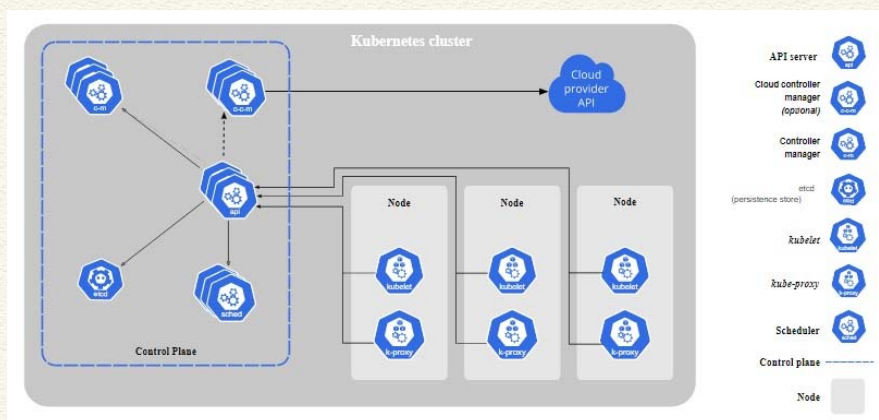 Kubernetes cluster
c-m
c-c-m
Cloud
provider
API
api
etcd
sched
Control Plane
Node
Node
Node
kubelet
kubelet
kubelet
k-proxy
k-proxy
k-proxy
API server
api
Cloud controller
manager
(optional)
c-c-m
Controller
manager
c-m
etcd
(persistence store)
etcd
kubelet
kubelet
kube-proxy
k-proxy
Scheduler
sched
Control plane
Node